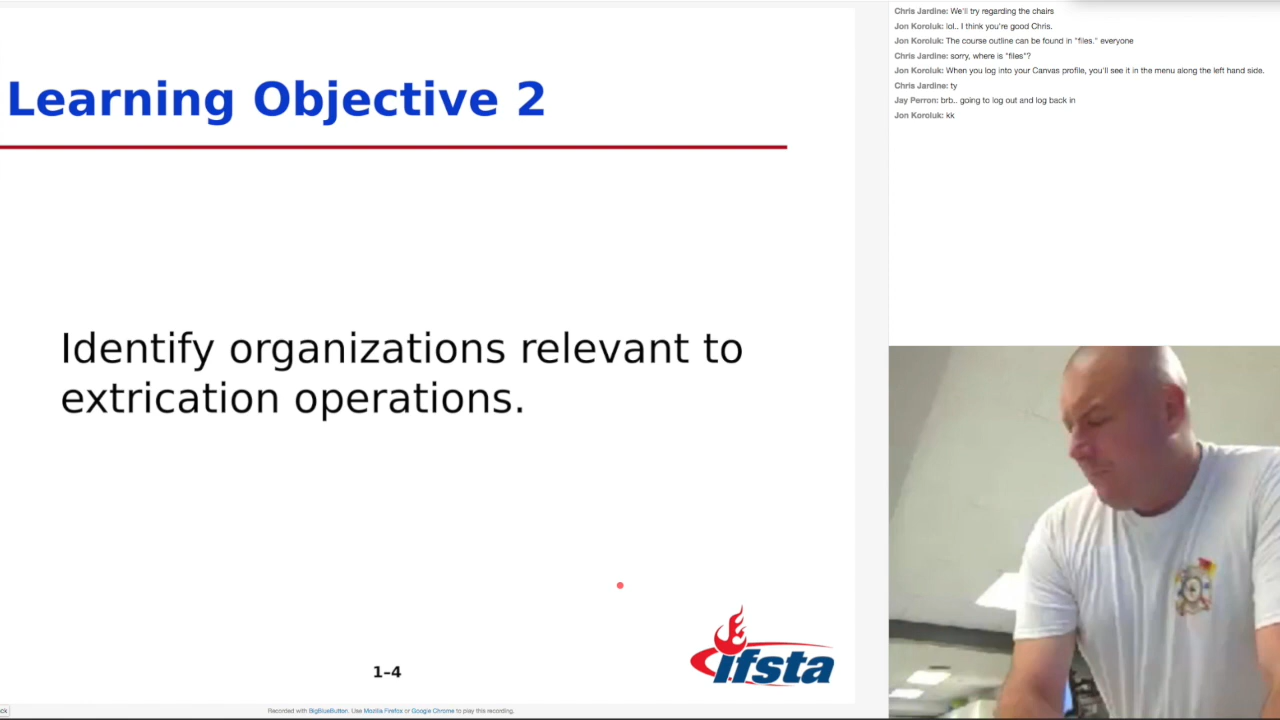 Learning Objective 2
Identify organizations relevant to
extrication operations.
1–4
ifsta
Recorded with BigBlueButton. Use Mozilla Firefox or Google Chrome to play this recording.
Chris Jardine: We'll try regarding the chairs
Jon Koroluk: lol.. I think you're good Chris.
Jon Koroluk: The course outline can be found in "files." everyone
Chris Jardine: sorry, where is "files"?
Jon Koroluk: When you log into your Canvas profile, you'll see it in the menu along the left hand side.
Chris Jardine: ty
Jay Perron: brb.. going to log out and log back in
Jon Koroluk: kk